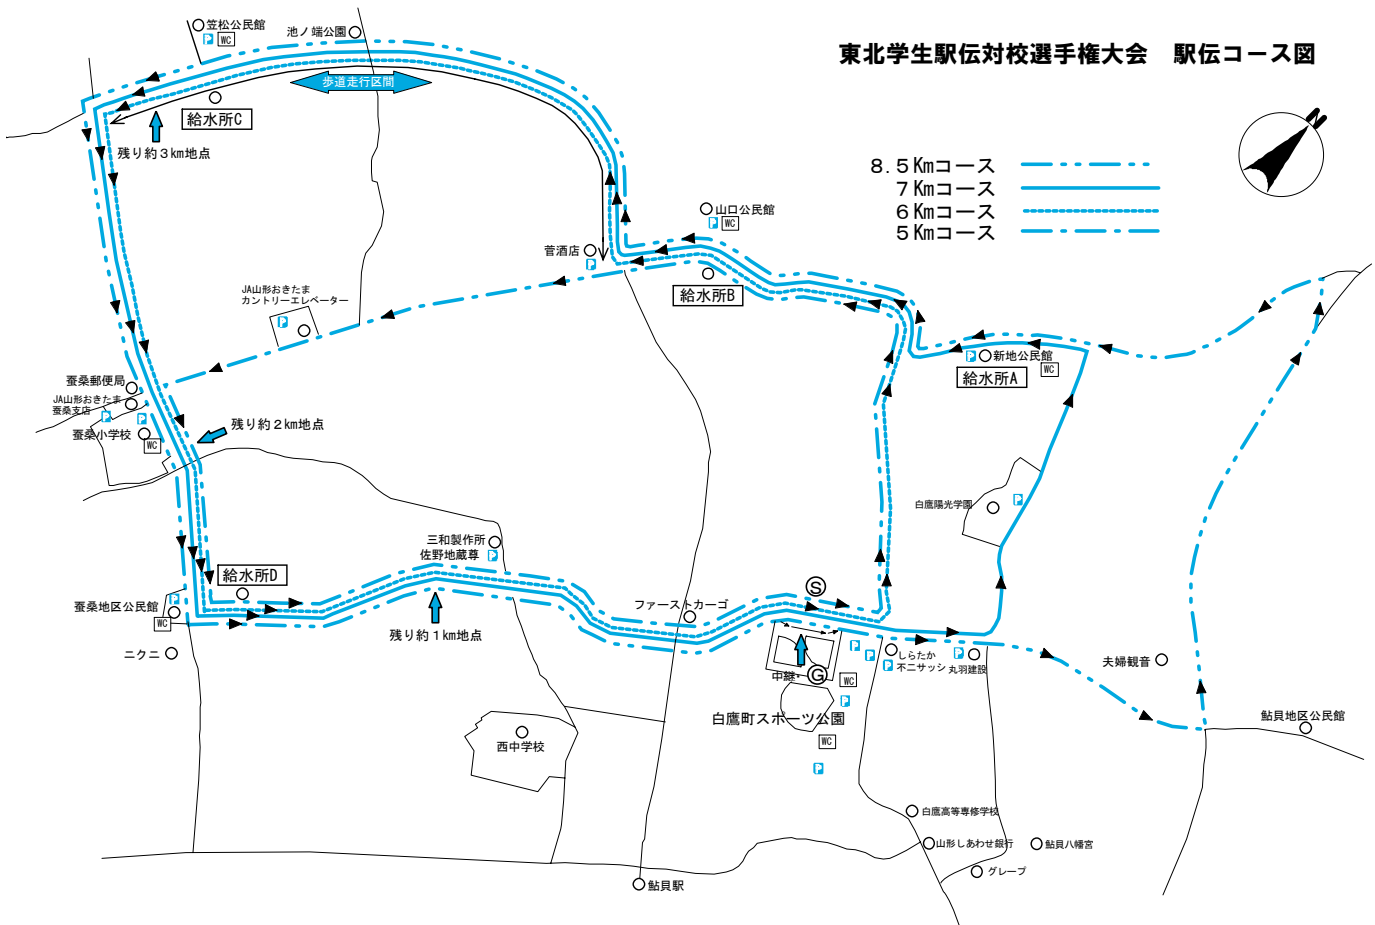 東北学生駅伝対校選手権大会　駅伝コース図
N
8.5Kmコース
7Kmコース
6Kmコース
5Kmコース
笠松公民館
P WC
池ノ端公園
歩道走行区間
給水所C
残り約3km地点
山口公民館
P WC
菅酒店
P
給水所B
JA山形おきたま
カントリーエレベーター
P
新地公民館
P
WC
給水所A
蚕桑郵便局
JA山形おきたま
蚕桑支店
P P
蚕桑小学校
WC
残り約2km地点
白鷹陽光学園
P
三和製作所
佐野地蔵尊
P
給水所D
P
蚕桑地区公民館
WC
ニクニ
残り約1km地点
ファーストカーゴ
S
中継・
G
WC
P
P
P
しらたか
不二サッシ
P
丸羽建設
夫婦観音
白鷹町スポーツ公園
P
WC
P
鮎貝地区公民館
西中学校
白鷹高等専修学校
山形しあわせ銀行
鮎貝八幡宮
グレープ
鮎貝駅